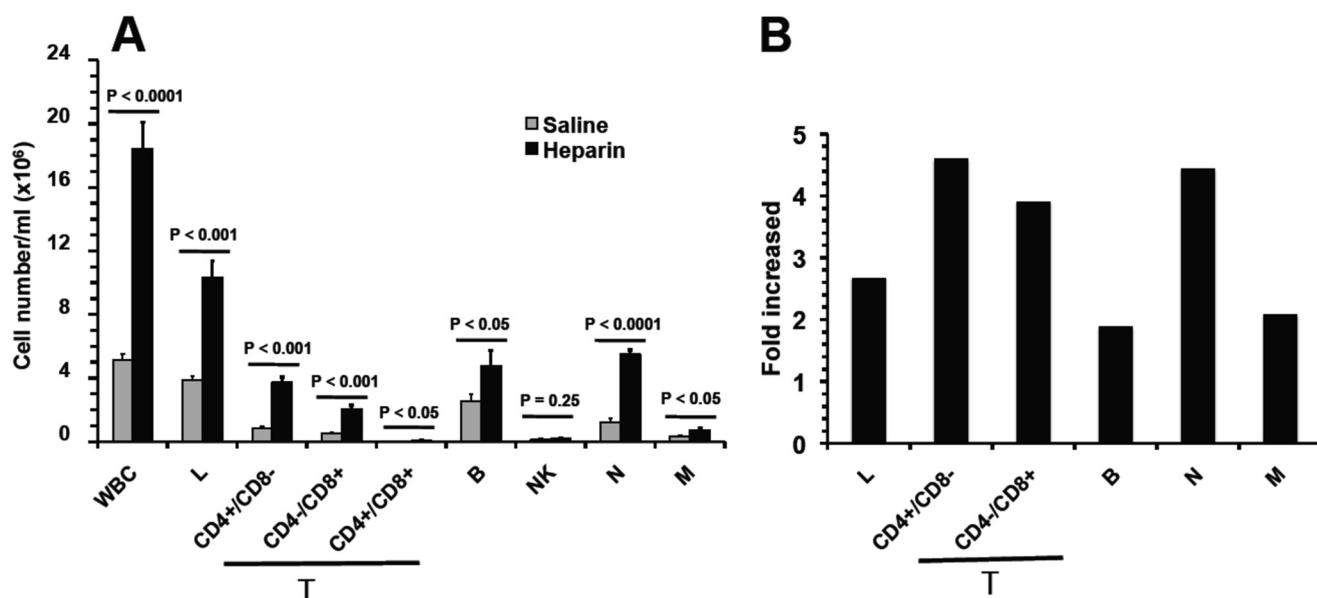 A
24
20
16
12
8
4
0
Cell number/ml (x10⁶)
P < 0.0001
P < 0.001
P < 0.001
P < 0.001
P < 0.05
P < 0.05
P = 0.25
P < 0.0001
P < 0.05
Saline
Heparin
WBC
L
CD4+/CD8-
CD4-/CD8+
CD4+/CD8+
B
NK
N
M
T
B
5
4
3
2
1
0
Fold increased
L
CD4+/CD8-
CD4-/CD8+
B
N
M
T